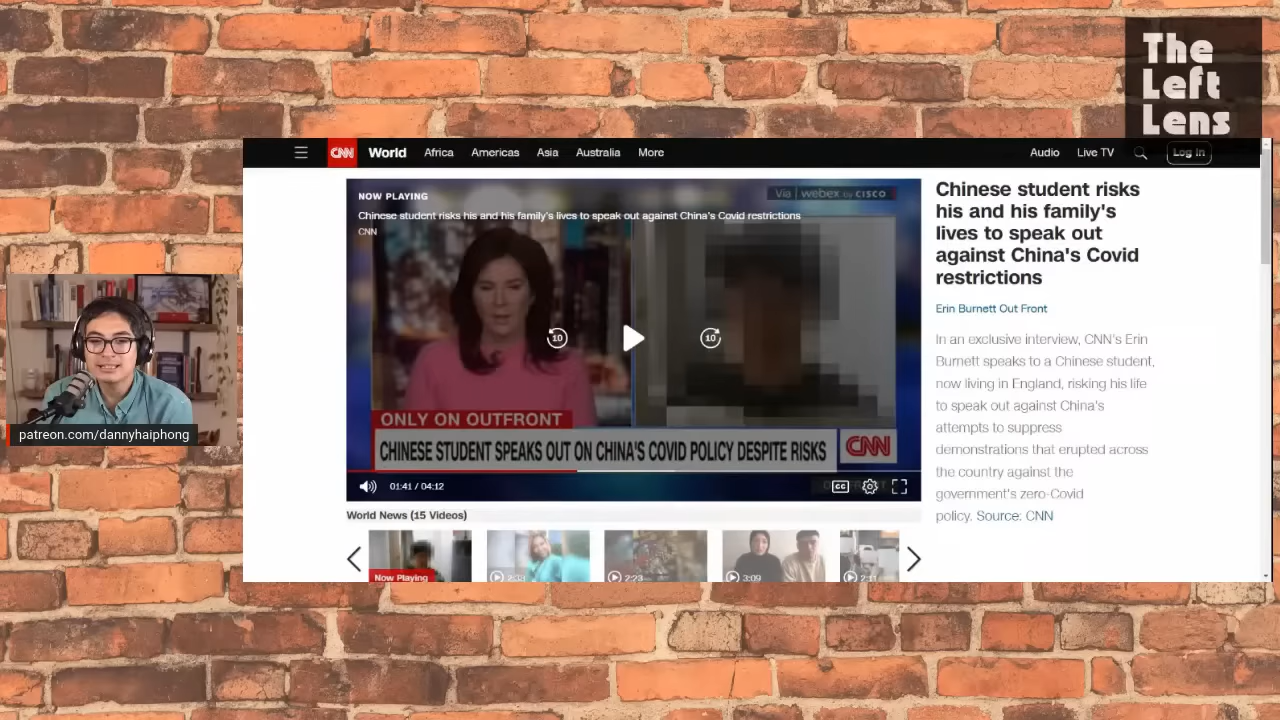 The
Left
Lens
CNN World Africa Americas Asia Australia More Audio Live TV Log In
NOW PLAYING
Via webex by CISCO
Chinese student risks his and his family's lives to speak out against China's Covid restrictions
CNN
10
10
ONLY ON OUTFRONT
CHINESE STUDENT SPEAKS OUT ON CHINA'S COVID POLICY DESPITE RISKS
CNN
01:41 / 04:12
CC
World News (15 Videos)
Now Playing
2:23
3:09
Chinese student risks
his and his family's
lives to speak out
against China's Covid
restrictions
Erin Burnett Out Front
In an exclusive interview, CNN's Erin
Burnett speaks to a Chinese student,
now living in England, risking his life
to speak out against China's
attempts to suppress
demonstrations that erupted across
the country against the
government's zero-Covid
policy. Source: CNN
patreon.com/dannyhaiphong